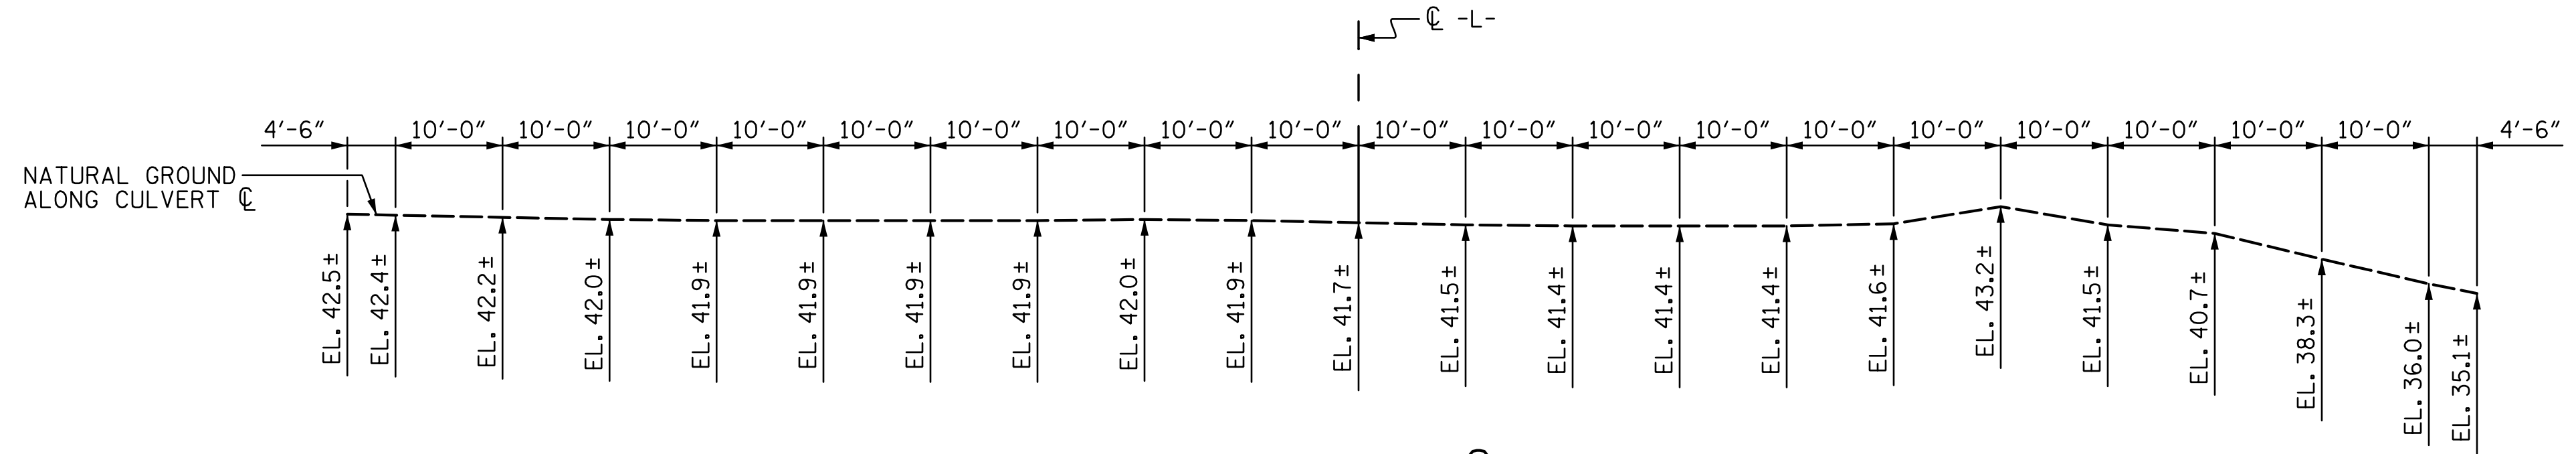 ℄ -L-
4'-6" 10'-0" 10'-0" 10'-0" 10'-0" 10'-0" 10'-0" 10'-0" 10'-0" 10'-0" 10'-0" 10'-0" 10'-0" 10'-0" 10'-0" 10'-0" 10'-0" 10'-0" 10'-0" 10'-0" 4'-6"
NATURAL GROUND
ALONG CULVERT ℄
EL. 42.5±
EL. 42.4±
EL. 42.2±
EL. 42.0±
EL. 41.9±
EL. 41.9±
EL. 41.9±
EL. 41.9±
EL. 42.0±
EL. 41.9±
EL. 41.7±
EL. 41.5±
EL. 41.4±
EL. 41.4±
EL. 41.4±
EL. 41.6±
EL. 43.2±
EL. 41.5±
EL. 40.7±
EL. 38.3±
EL. 36.0±
EL. 35.1±